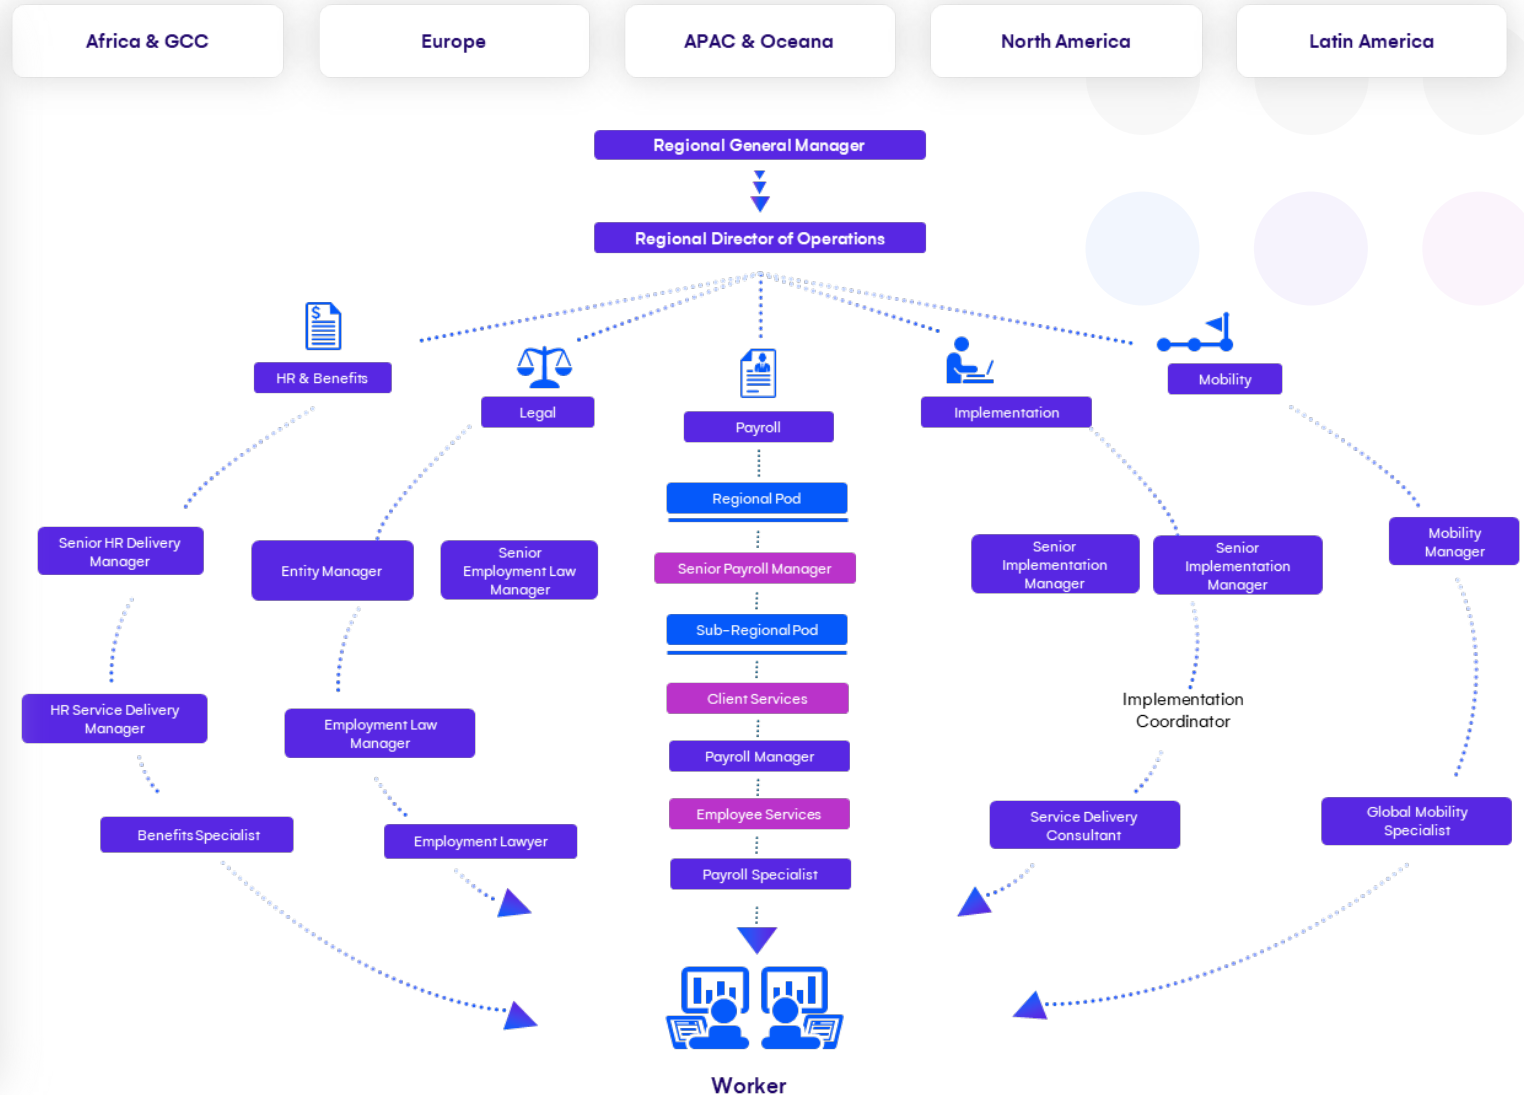 Africa & GCC
Europe
APAC & Oceana
North America
Latin America
Regional General Manager
Regional Director of Operations
$
HR & Benefits
Legal
Payroll
Implementation
Mobility
Regional Pod
Senior HR Delivery
Manager
Entity Manager
Senior
Employment Law
Manager
Senior Payroll Manager
Senior
Implementation
Manager
Senior
Implementation
Manager
Mobility
Manager
Sub-Regional Pod
HR Service Delivery
Manager
Employment Law
Manager
Client Services
Implementation
Coordinator
Payroll Manager
Benefits Specialist
Employment Lawyer
Employee Services
Service Delivery
Consultant
Global Mobility
Specialist
Payroll Specialist
Worker